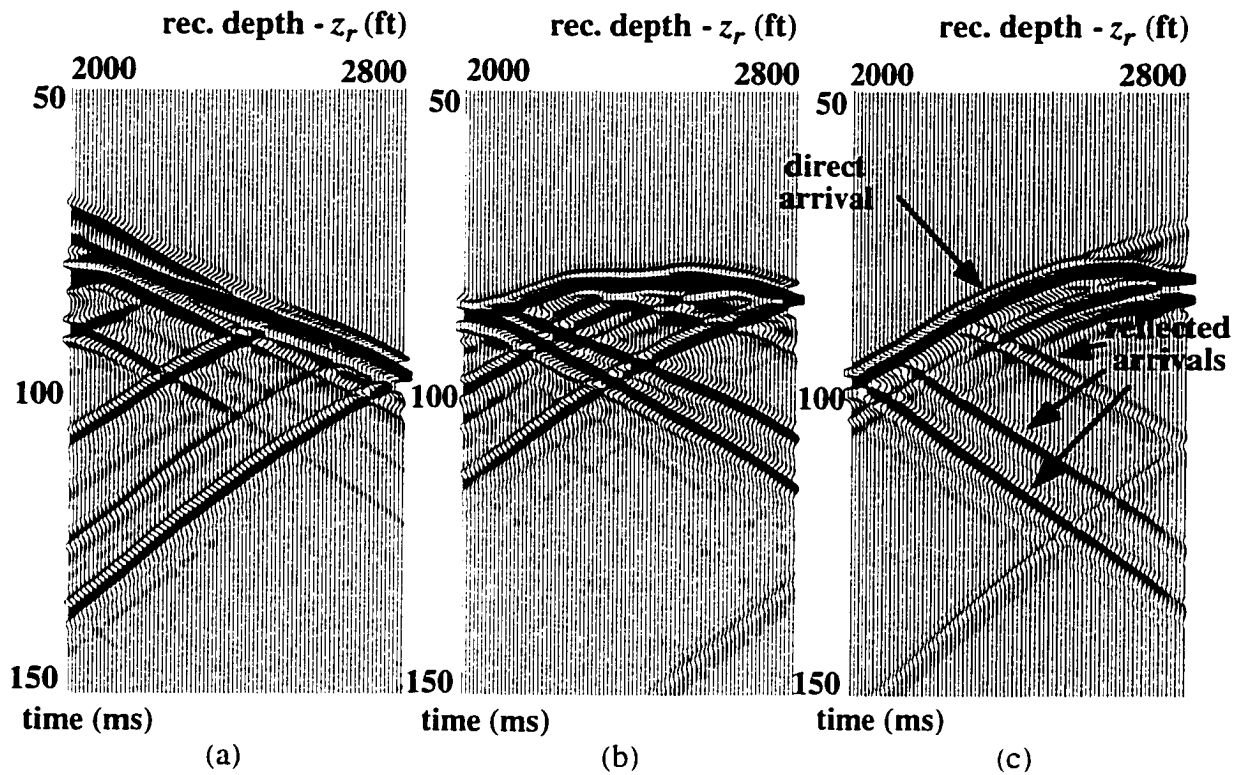 rec. depth - z_r (ft)
rec. depth - z_r (ft)
rec. depth - z_r (ft)
2000 2800
2000 2800
2000 2800
50
50
50
direct
arrival
reflected
arrivals
100
100
100
150
150
150
time (ms)
time (ms)
time (ms)
(a)
(b)
(c)